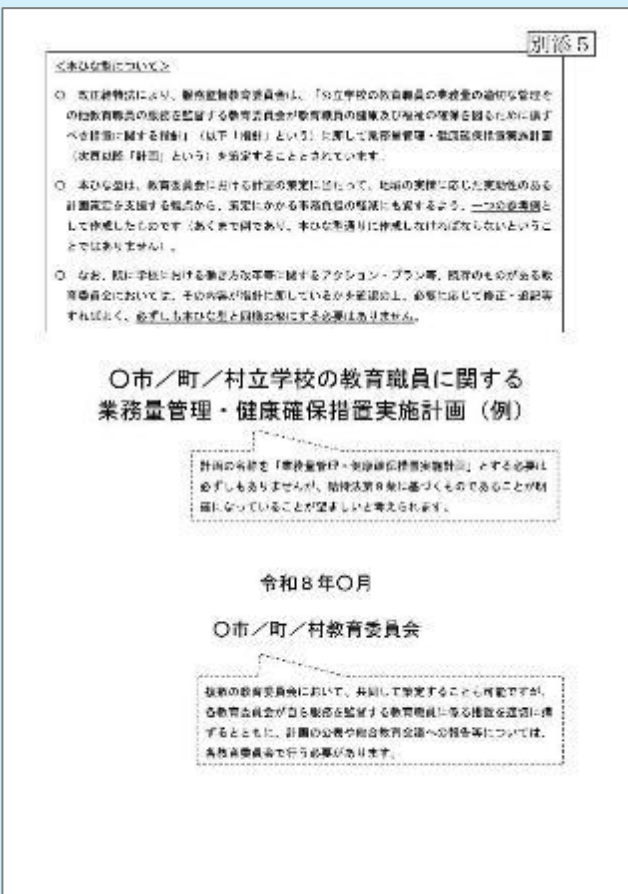 別添５
＜本ひな型について＞
○ 改正給特法により、服務監督教育委員会は、「公立学校の教育職員の業務量の適切な管理そ
の他教育職員の服務を監督する教育委員会が教育職員の健康及び福祉の確保を図るために講ず
べき措置に関する指針」（以下「指針」という）に即して業務量管理・健康確保措置実施計画
（次頁以降「計画」という）を策定することとされています。
○ 本ひな型は、教育委員会における計画の策定に当たって、地域の実情に応じた実効性のある
計画策定を支援する観点から、策定にかかる事務負担の軽減にも資するよう、一つの参考例と
して作成したものです（あくまで例であり、本ひな型通りに作成しなければならないというこ
とではありません）。
○ なお、既に学校における働き方改革等に関するアクション・プラン等、既存のものがある教
育委員会においては、その内容が指針に即しているかを確認の上、必要に応じて修正・追記等
すればよく、必ずしも本ひな型と同様の形にする必要はありません。
〇市／町／村立学校の教育職員に関する
業務量管理・健康確保措置実施計画（例）
計画の名称を「業務量管理・健康確保措置実施計画」とする必要は
必ずしもありませんが、給特法第８条に基づくものであることが明
確になっていることが望ましいと考えられます。
令和８年〇月
〇市／町／村教育委員会
複数の教育委員会において、共同して策定することも可能ですが、
各教育委員会が自ら服務を監督する教育職員に係る措置を適切に講
ずるとともに、計画の公表や総合教育会議への報告等については、
各教育委員会で行う必要があります。